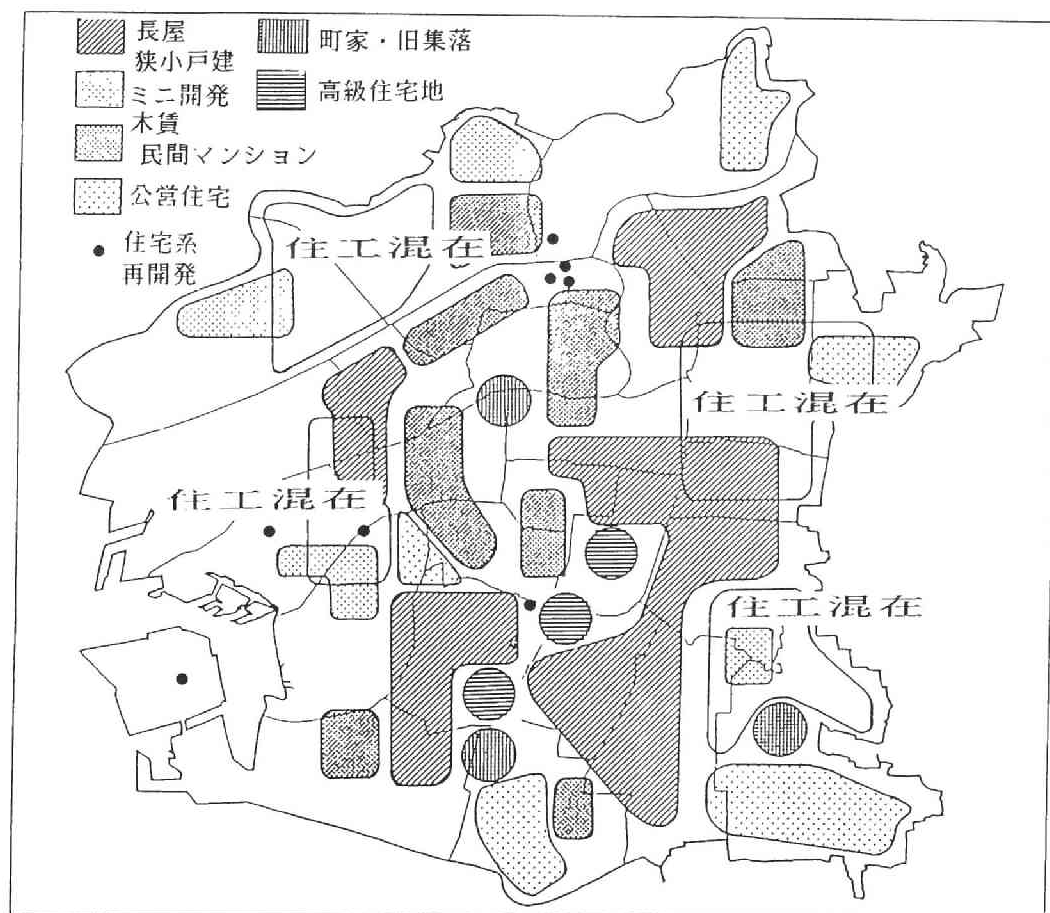 長屋
狭小戸建
ミニ開発
木賃
民間マンション
公営住宅
住宅系
再開発
町家・旧集落
高級住宅地
住工混在
住工混在
住工混在
住工混在